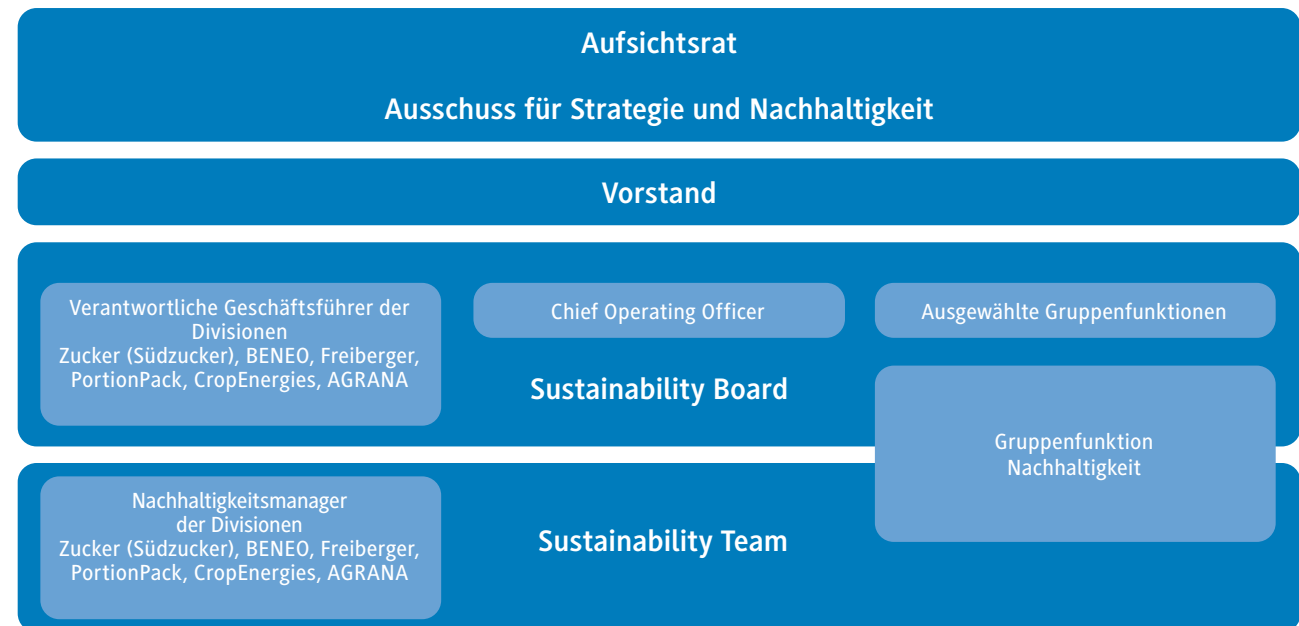 Aufsichtsrat
Ausschuss für Strategie und Nachhaltigkeit
Vorstand
Verantwortliche Geschäftsführer der
Divisionen
Zucker (Südzucker), BENEO, Freiberger,
PortionPack, CropEnergies, AGRANA
Chief Operating Officer
Ausgewählte Gruppenfunktionen
Sustainability Board
Gruppenfunktion
Nachhaltigkeit
Nachhaltigkeitsmanager
der Divisionen
Zucker (Südzucker), BENEO, Freiberger,
PortionPack, CropEnergies, AGRANA
Sustainability Team